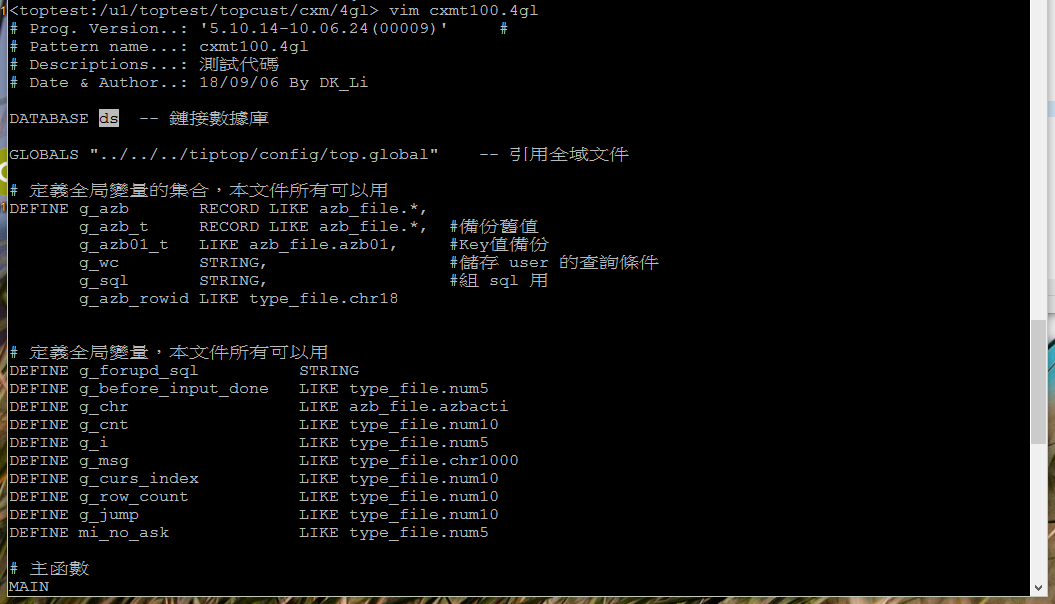 <toptest:/u1/toptest/topcust/cxm/4gl> vim cxmt100.4gl
# Prog. Version..: '5.10.14-10.06.24(00009)'     #
# Pattern name...: cxmt100.4gl
# Descriptions...: 測試代碼
# Date & Author..: 18/09/06 By DK_Li
DATABASE ds  -- 鏈接數據庫
GLOBALS "../../../tiptop/config/top.global"    -- 引用全域文件
# 定義全局變量的集合，本文件所有可以用
DEFINE g_azb       RECORD LIKE azb_file.*,
       g_azb_t     RECORD LIKE azb_file.*,  #備份舊值
       g_azb01_t   LIKE azb_file.azb01,     #Key值備份
       g_wc        STRING,                  #儲存 user 的查詢條件
       g_sql       STRING,                  #組 sql 用
       g_azb_rowid LIKE type_file.chr18
# 定義全局變量，本文件所有可以用
DEFINE g_forupd_sql          STRING
DEFINE g_before_input_done   LIKE type_file.num5
DEFINE g_chr                 LIKE azb_file.azbacti
DEFINE g_cnt                 LIKE type_file.num10
DEFINE g_i                   LIKE type_file.num5
DEFINE g_msg                 LIKE type_file.chr1000
DEFINE g_curs_index          LIKE type_file.num10
DEFINE g_row_count           LIKE type_file.num10
DEFINE g_jump                LIKE type_file.num10
DEFINE mi_no_ask             LIKE type_file.num5
# 主函數
MAIN